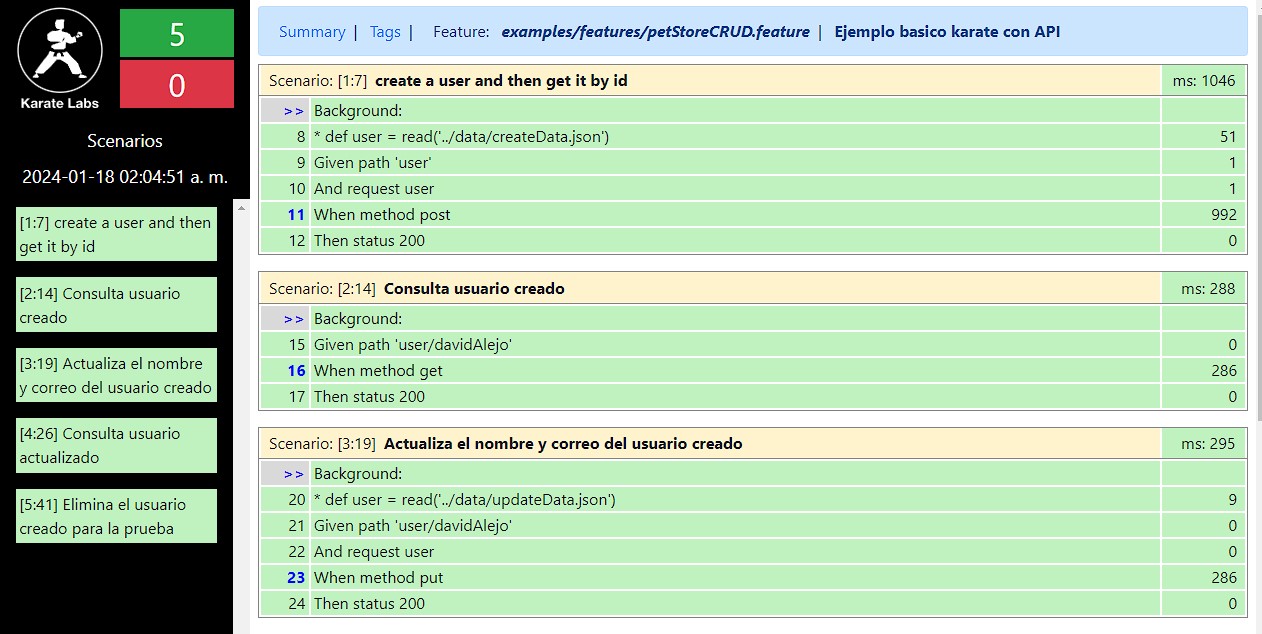 5
0
Karate Labs
Scenarios
2024-01-18 02:04:51 a. m.
[1:7] create a user and then
get it by id
[2:14] Consulta usuario
creado
[3:19] Actualiza el nombre
y correo del usuario creado
[4:26] Consulta usuario
actualizado
[5:41] Elimina el usuario
creado para la prueba
Summary | Tags | Feature: examples/features/petStoreCRUD.feature | Ejemplo basico karate con API
Scenario: [1:7] create a user and then get it by id ms: 1046
>> Background:
8 * def user = read('../data/createData.json') 51
9 Given path 'user' 1
10 And request user 1
11 When method post 992
12 Then status 200 0
Scenario: [2:14] Consulta usuario creado ms: 288
>> Background:
15 Given path 'user/davidAlejo' 0
16 When method get 286
17 Then status 200 0
Scenario: [3:19] Actualiza el nombre y correo del usuario creado ms: 295
>> Background:
20 * def user = read('../data/updateData.json') 9
21 Given path 'user/davidAlejo' 0
22 And request user 0
23 When method put 286
24 Then status 200 0